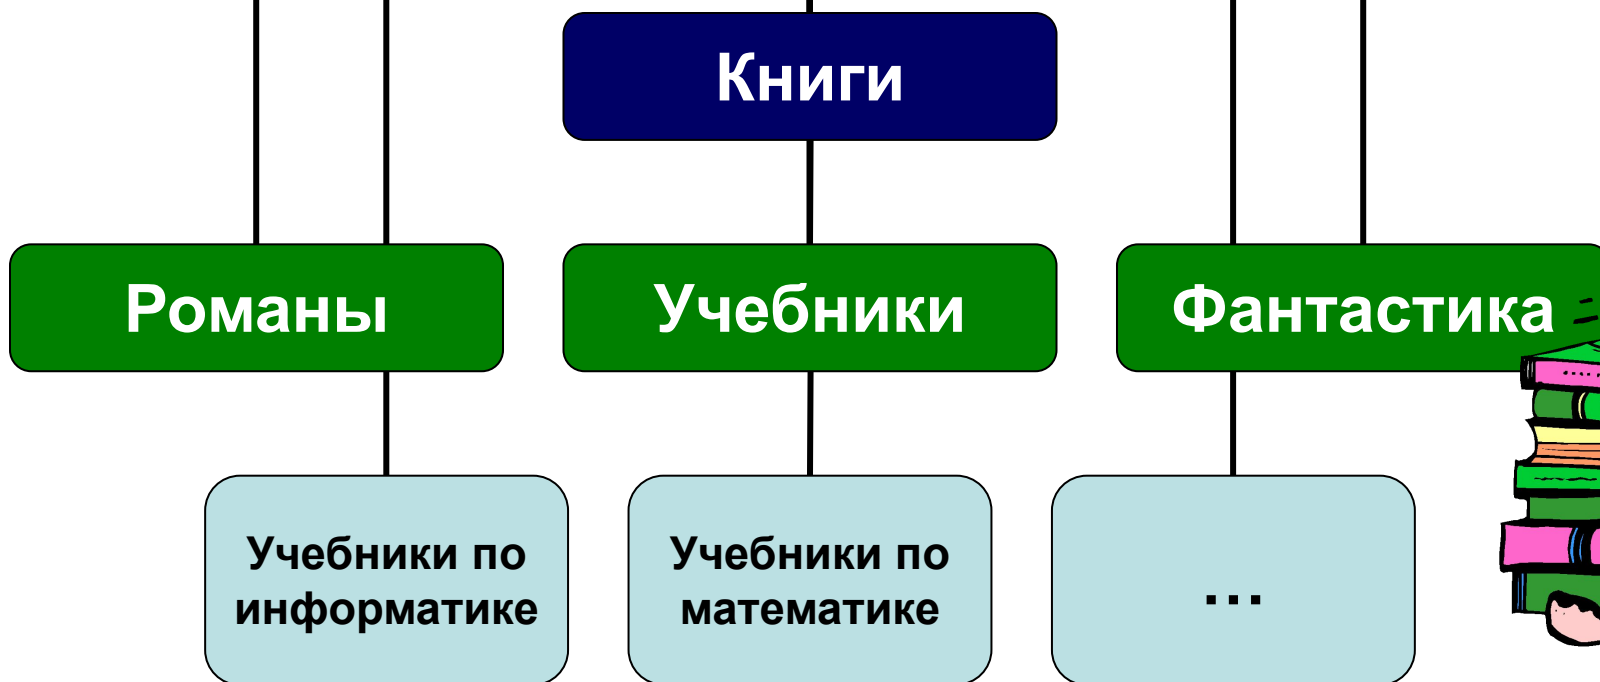 Книги
Романы
Учебники
Фантастика
Учебники по
информатике
Учебники по
математике
...